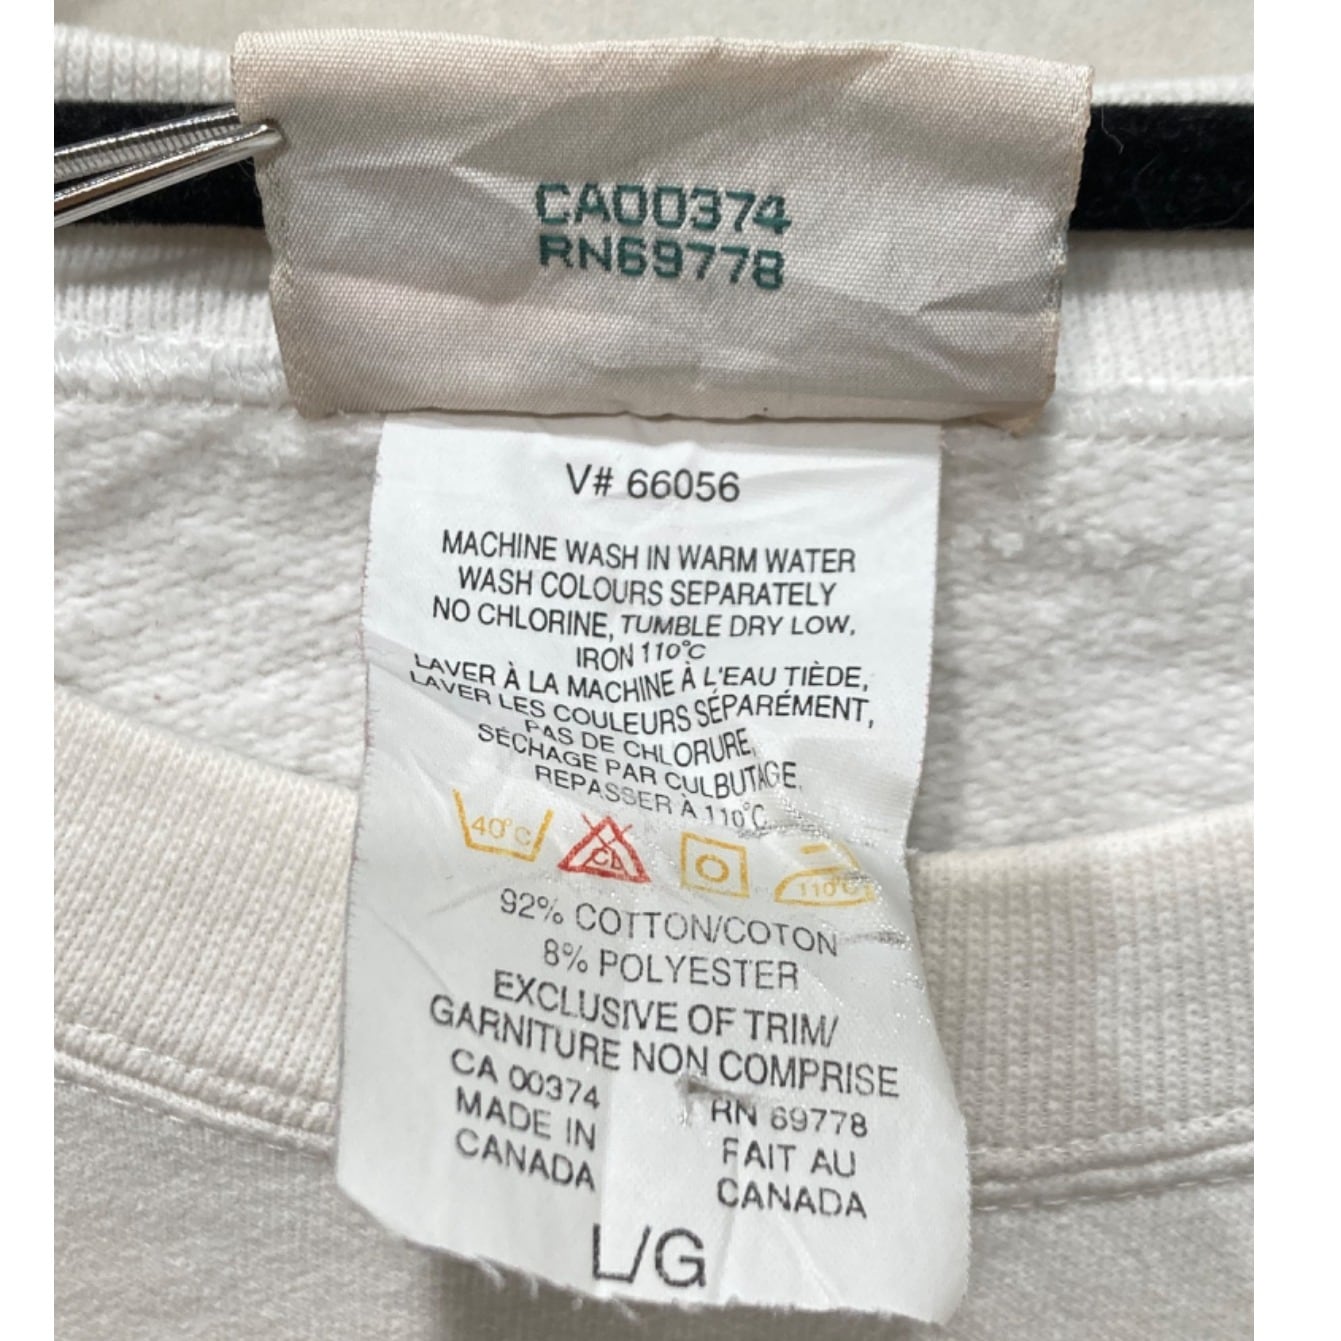 CA00374
RN69778
V# 66056
MACHINE WASH IN WARM WATER
WASH COLOURS SEPARATELY
NO CHLORINE, TUMBLE DRY LOW,
IRON 110°C
LAVER À LA MACHINE À L'EAU TIÈDE,
LAVER LES COULEURS SÉPARÉMENT,
PAS DE CHLORURE,
SÉCHAGE PAR CULBUTAGE,
REPASSER À 110°C
40°C CL 110°C
92% COTTON/COTON
8% POLYESTER
EXCLUSIVE OF TRIM/
GARNITURE NON COMPRISE
CA 00374 RN 69778
MADE IN FAIT AU
CANADA CANADA
L/G